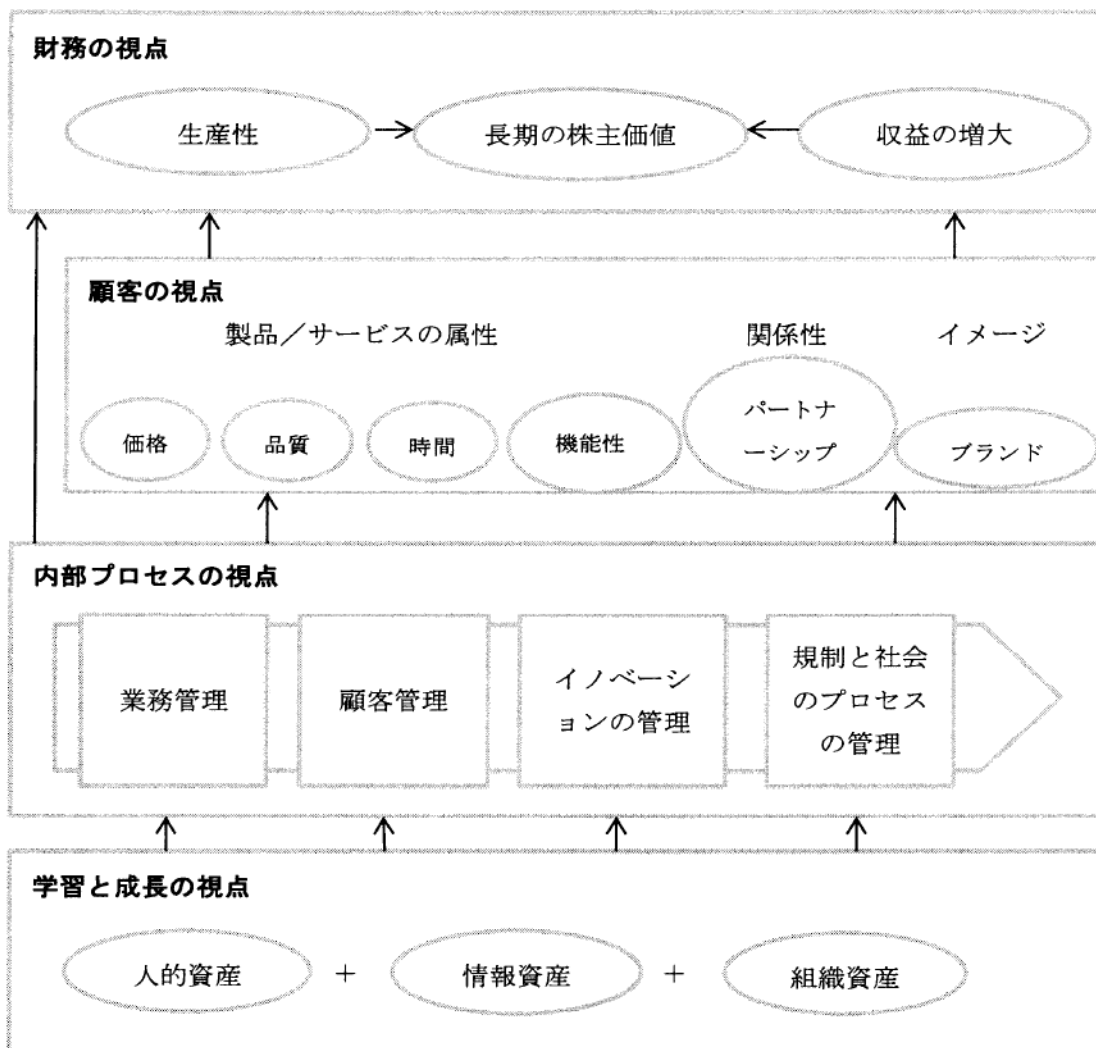 財務の視点
生産性
長期の株主価値
収益の増大
顧客の視点
製品／サービスの属性
関係性
イメージ
価格
品質
時間
機能性
パートナ
ーシップ
ブランド
内部プロセスの視点
業務管理
顧客管理
イノベーシ
ョンの管理
規制と社会
のプロセス
の管理
学習と成長の視点
人的資産
+
情報資産
+
組織資産